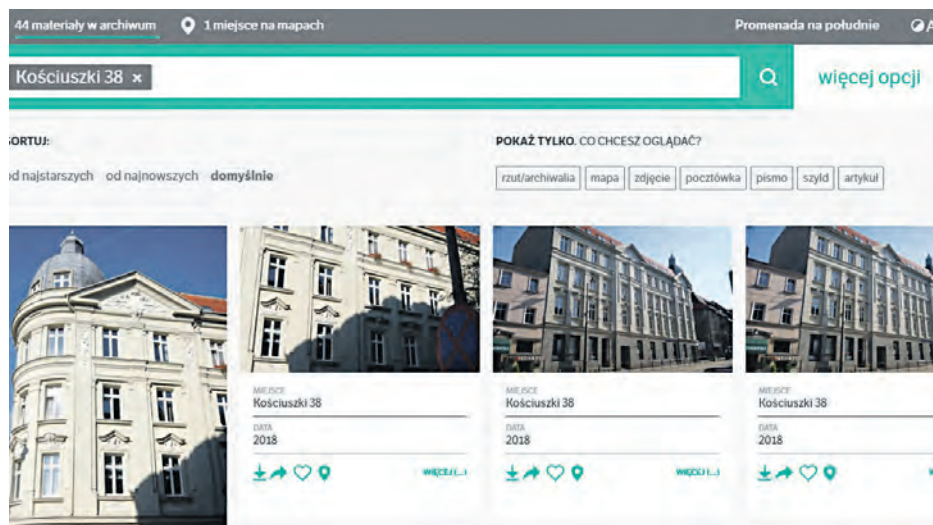 44 materiały w archiwum
1 miejsce na mapach
Promenada na południe
Kościuszki 38 ×
więcej opcji
SORTUJ:
od najstarszych od najnowszych domyślnie
POKAŻ TYLKO. CO CHCESZ OGLĄDAĆ?
rzut/archiwalia mapa zdjęcie pocztówka pismo szyld artykuł
MIEJSCE
Kościuszki 38
DATA
2018
WIĘCEJ (...)
MIEJSCE
Kościuszki 38
DATA
2018
WIĘCEJ (...)
MIEJSCE
Kościuszki 38
DATA
2018